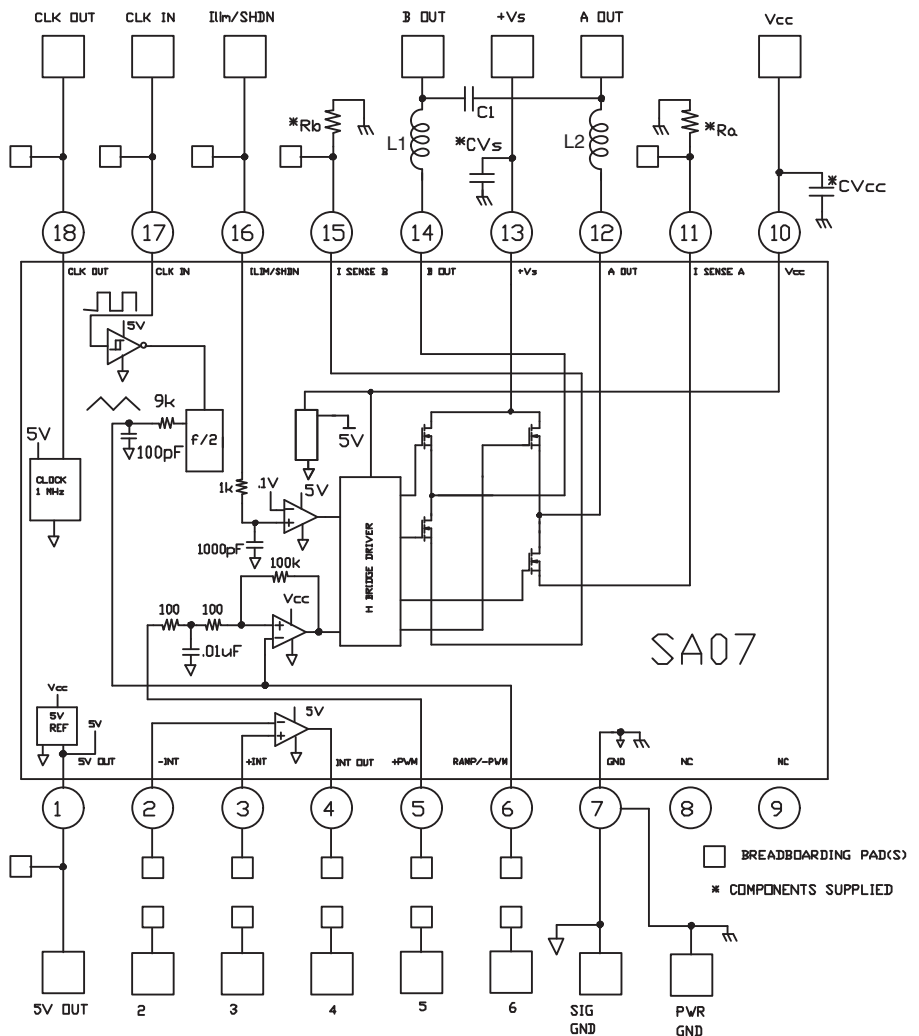 CLK OUT
CLK IN
Ilim/SHDN
B OUT
+Vs
A OUT
Vcc
*Rb
L1
C1
*CVs
L2
*Ra
*CVcc
18
17
16
15
14
13
12
11
10
CLK OUT
CLK IN
ILIM/SHDN
I SENSE B
B OUT
+Vs
A OUT
I SENSE A
Vcc
5V
9k
100pF
f/2
5V
CLOCK
1 MHz
5V
1k
.1V
5V
1000pF
100k
H BRIDGE DRIVER
100
100
Vcc
.01uF
SA07
Vcc
5V
REF
5V
5V OUT
5V
-INT
+INT
INT OUT
+PWM
RAMP/-PWM
GND
NC
NC
1
2
3
4
5
6
7
8
9
BREADBOARDING PAD(S)
* COMPONENTS SUPPLIED
5V OUT
2
3
4
5
6
SIG
GND
PWR
GND